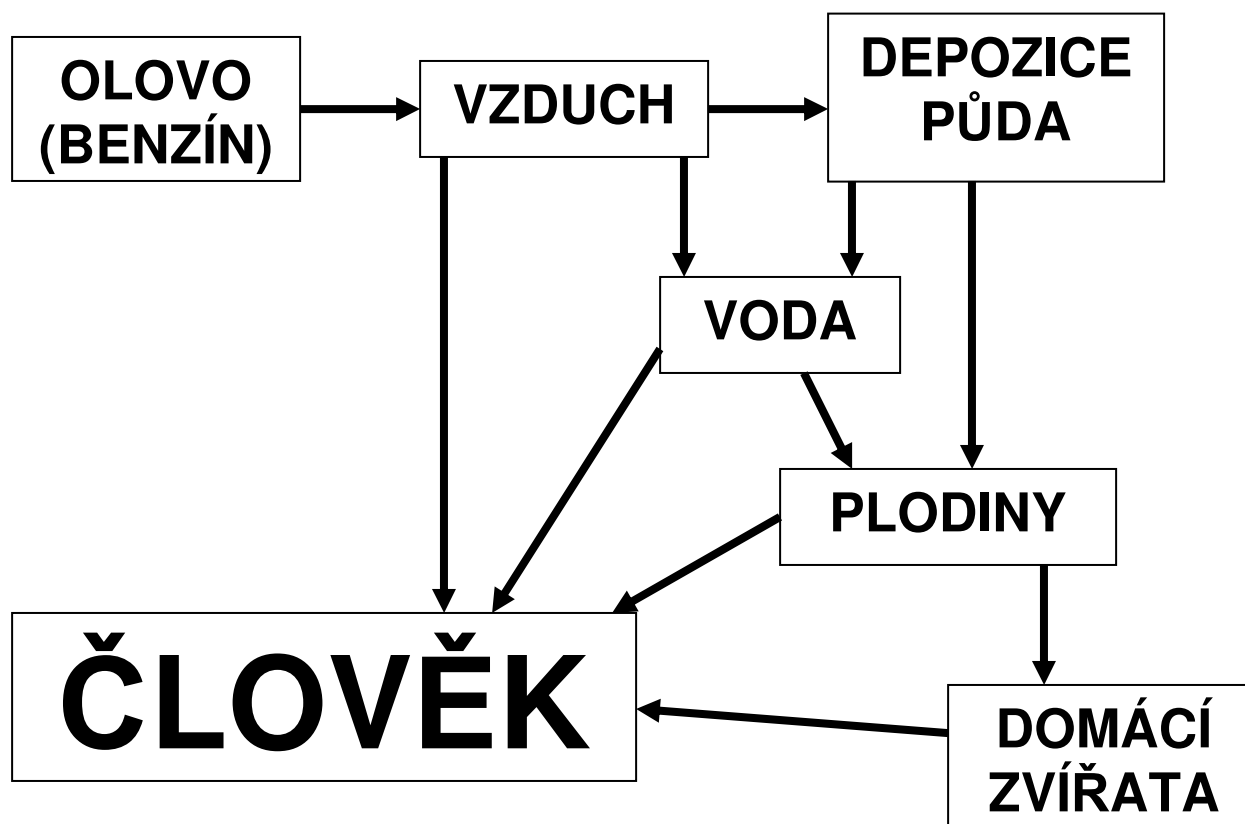 OLOVO
(BENZÍN)
VZDUCH
DEPOZICE
PŮDA
VODA
PLODINY
ČLOVĚK
DOMÁCÍ
ZVÍŘATA